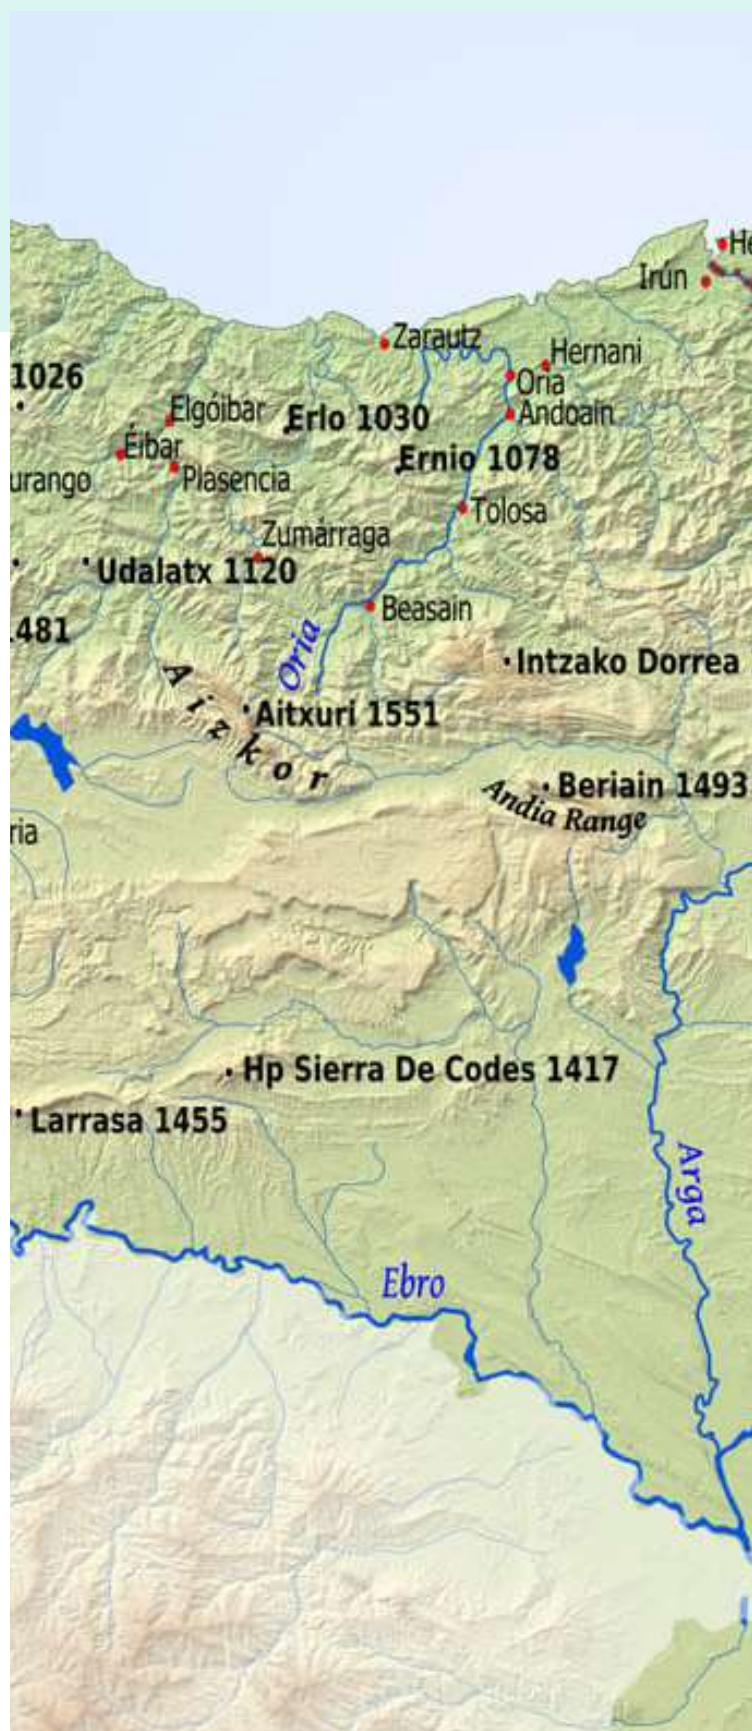 He
Irún
Zarautz
Hernani
1026
Oria
Elgóibar
Erlo 1030
Andoain
Éibar
Ernio 1078
urango
Plasencia
Tolosa
Zumárraga
Udalatx 1120
Beasain
1481
Oria
Intzako Dorrea
Aitxuri 1551
Aizkor
Beriain 1493
Andia Range
ria
Hp Sierra De Codes 1417
Larrasa 1455
Arga
Ebro